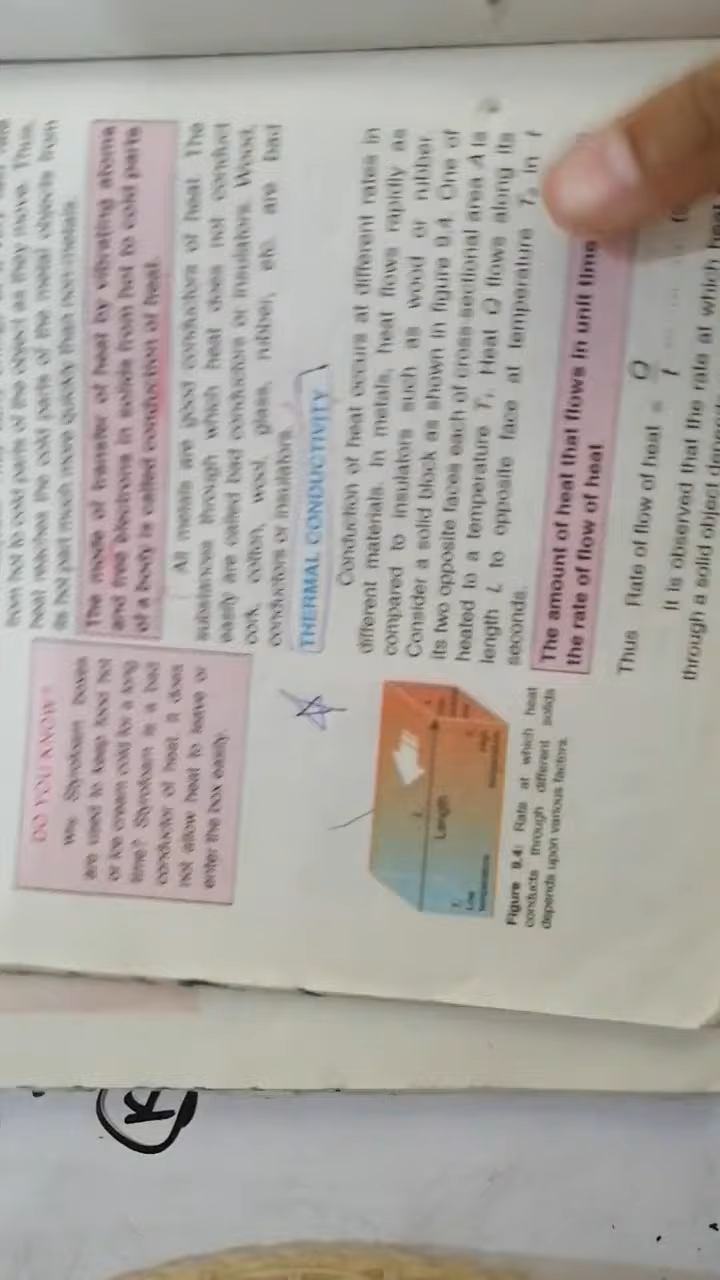 from hot to cold parts of the object as they move. Thus,
heat reaches the cold parts of the metal objects from
its hot part much more quickly than non-metals.
The mode of transfer of heat by vibrating atoms
and free electrons in solids from hot to cold parts
of a body is called conduction of heat.
All metals are good conductors of heat. The
substances through which heat does not conduct
easily are called bad conductors or insulators. Wood,
cork, cotton, wool, glass, rubber, etc. are bad
conductors or insulators.
THERMAL CONDUCTIVITY
Conduction of heat occurs at different rates in
different materials. In metals, heat flows rapidly as
compared to insulators such as wood or rubber.
Consider a solid block as shown in figure 9.4. One of
its two opposite faces each of cross-sectional area A is
heated to a temperature T₁. Heat Q flows along its
length L to opposite face at temperature T₂ in t
seconds.
The amount of heat that flows in unit time
the rate of flow of heat
Thus Rate of flow of heat = Q/t
It is observed that the rate at which heat
through a solid object
DO YOU KNOW?
Why Styrofoam boxes
are used to keep food hot
or ice cream cold for a long
time? Styrofoam is a bad
conductor of heat. It does
not allow heat to leave or
enter the box easily.
L
Length
Low
temperature
High
temperature
Figure 9.4: Rate at which heat
conducts through different solids
depends upon various factors.
K